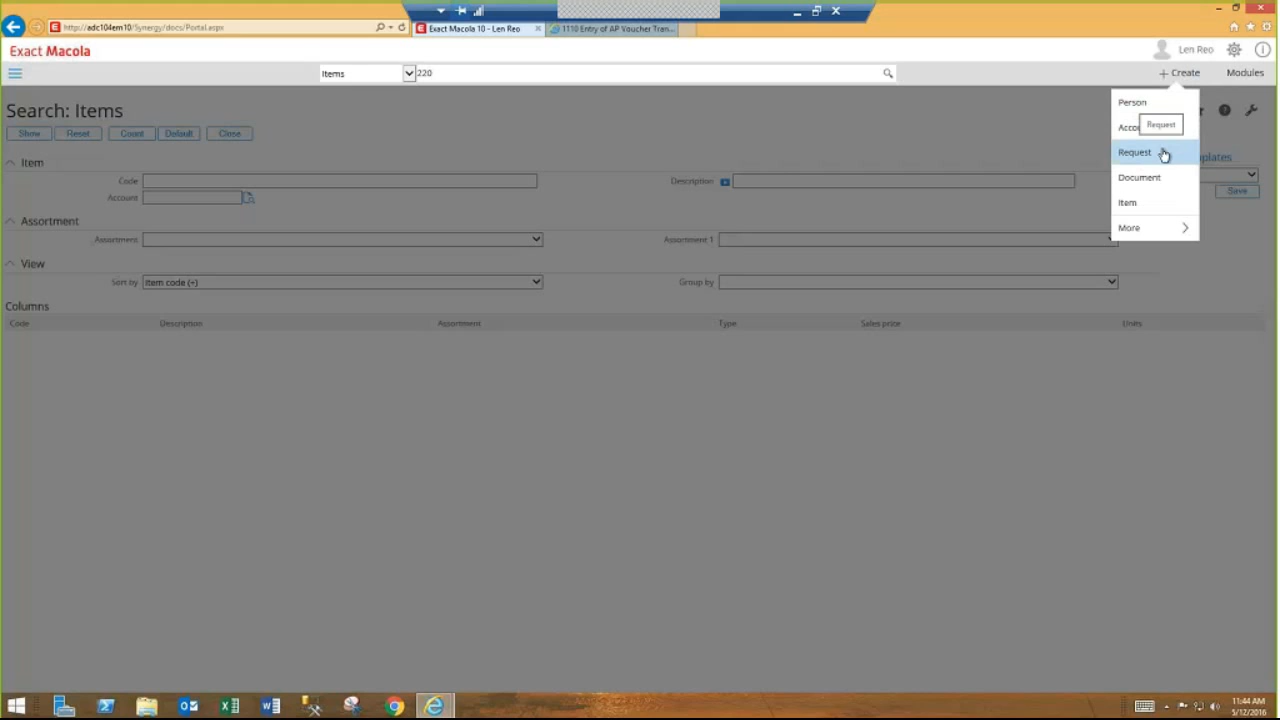 http://adc104em10/Synergy/docs/Portal.aspx
Exact Macola 10 - Len Reo
1110 Entry of AP Voucher Tran...
Exact Macola
Len Reo
Items
220
Create
Modules
Search: Items
Person
Request
Request
Document
Item
More
Show
Reset
Count
Default
Close
Item
Code
Description
Account
Save
Assortment
Assortment
Assortment 1
View
Sort by
Item code (+)
Group by
Columns
Code
Description
Assortment
Type
Sales price
Units
11:44 AM
5/12/2016